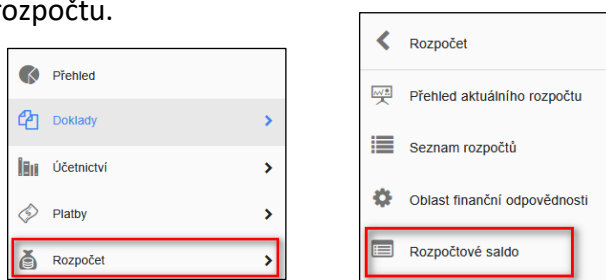 rozpočtu.
Přehled
Doklady
Účetnictví
Platby
Rozpočet
Rozpočet
Přehled aktuálního rozpočtu
Seznam rozpočtů
Oblast finanční odpovědnosti
Rozpočtové saldo